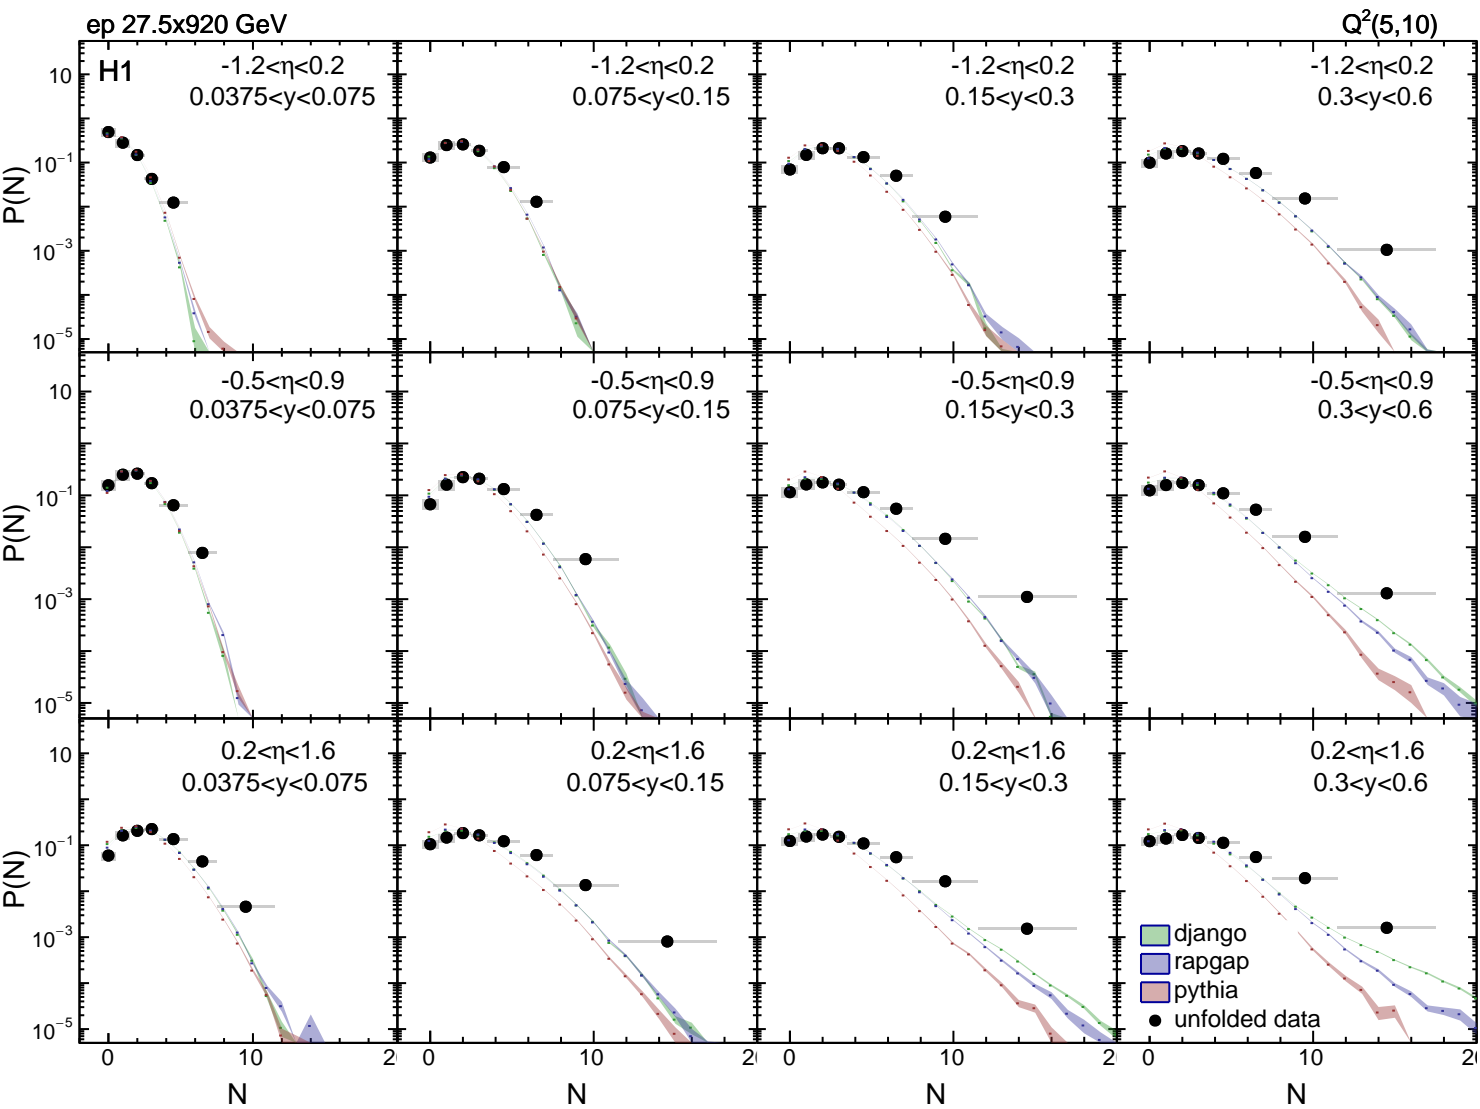 ep 27.5x920 GeV
Q²(5,10)
H1
-1.2<η<0.2
0.0375<y<0.075
-1.2<η<0.2
0.075<y<0.15
-1.2<η<0.2
0.15<y<0.3
-1.2<η<0.2
0.3<y<0.6
P(N)
10
10⁻¹
10⁻³
10⁻⁵
-0.5<η<0.9
0.0375<y<0.075
-0.5<η<0.9
0.075<y<0.15
-0.5<η<0.9
0.15<y<0.3
-0.5<η<0.9
0.3<y<0.6
P(N)
10
10⁻¹
10⁻³
10⁻⁵
0.2<η<1.6
0.0375<y<0.075
0.2<η<1.6
0.075<y<0.15
0.2<η<1.6
0.15<y<0.3
0.2<η<1.6
0.3<y<0.6
P(N)
10
10⁻¹
10⁻³
10⁻⁵
django
rapgap
pythia
unfolded data
0 10 2
0 10 2
0 10 2
0 10 2
N
N
N
N